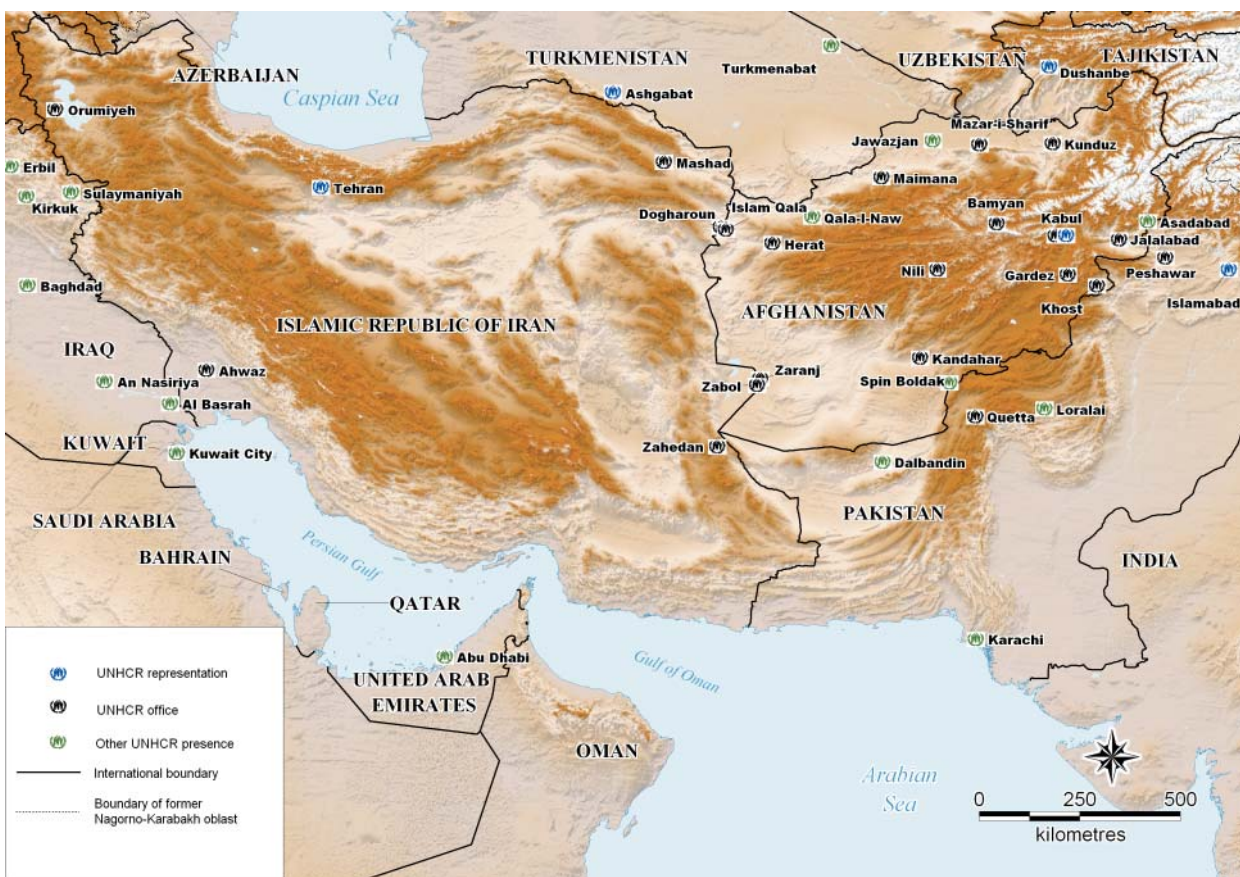 TURKMENISTAN
UZBEKISTAN
TAJIKISTAN
AZERBAIJAN
Caspian Sea
Turkmenabat
Dushanbe
Ashgabat
Orumiyeh
Mazar-i-Sharif
Jawazjan
Kunduz
Mashad
Erbil
Maimana
Tehran
Sulaymaniyah
Kirkuk
Islam Qala
Dogharoun
Qala-I-Naw
Bamyan
Kabul
Asadabad
Herat
Jalalabad
Nili
Gardez
Peshawar
Baghdad
Islamabad
Khost
ISLAMIC REPUBLIC OF IRAN
AFGHANISTAN
IRAQ
Kandahar
Ahwaz
An Nasiriya
Zaranj
Zabol
Spin Boldak
Al Basrah
Loralai
Quetta
KUWAIT
Kuwait City
Zahedan
Dalbandin
SAUDI ARABIA
PAKISTAN
Persian Gulf
BAHRAIN
INDIA
QATAR
Karachi
Abu Dhabi
Gulf of Oman
UNITED ARAB
EMIRATES
OMAN
Arabian
Sea
UNHCR representation
UNHCR office
Other UNHCR presence
International boundary
Boundary of former
Nagorno-Karabakh oblast
0 250 500
kilometres